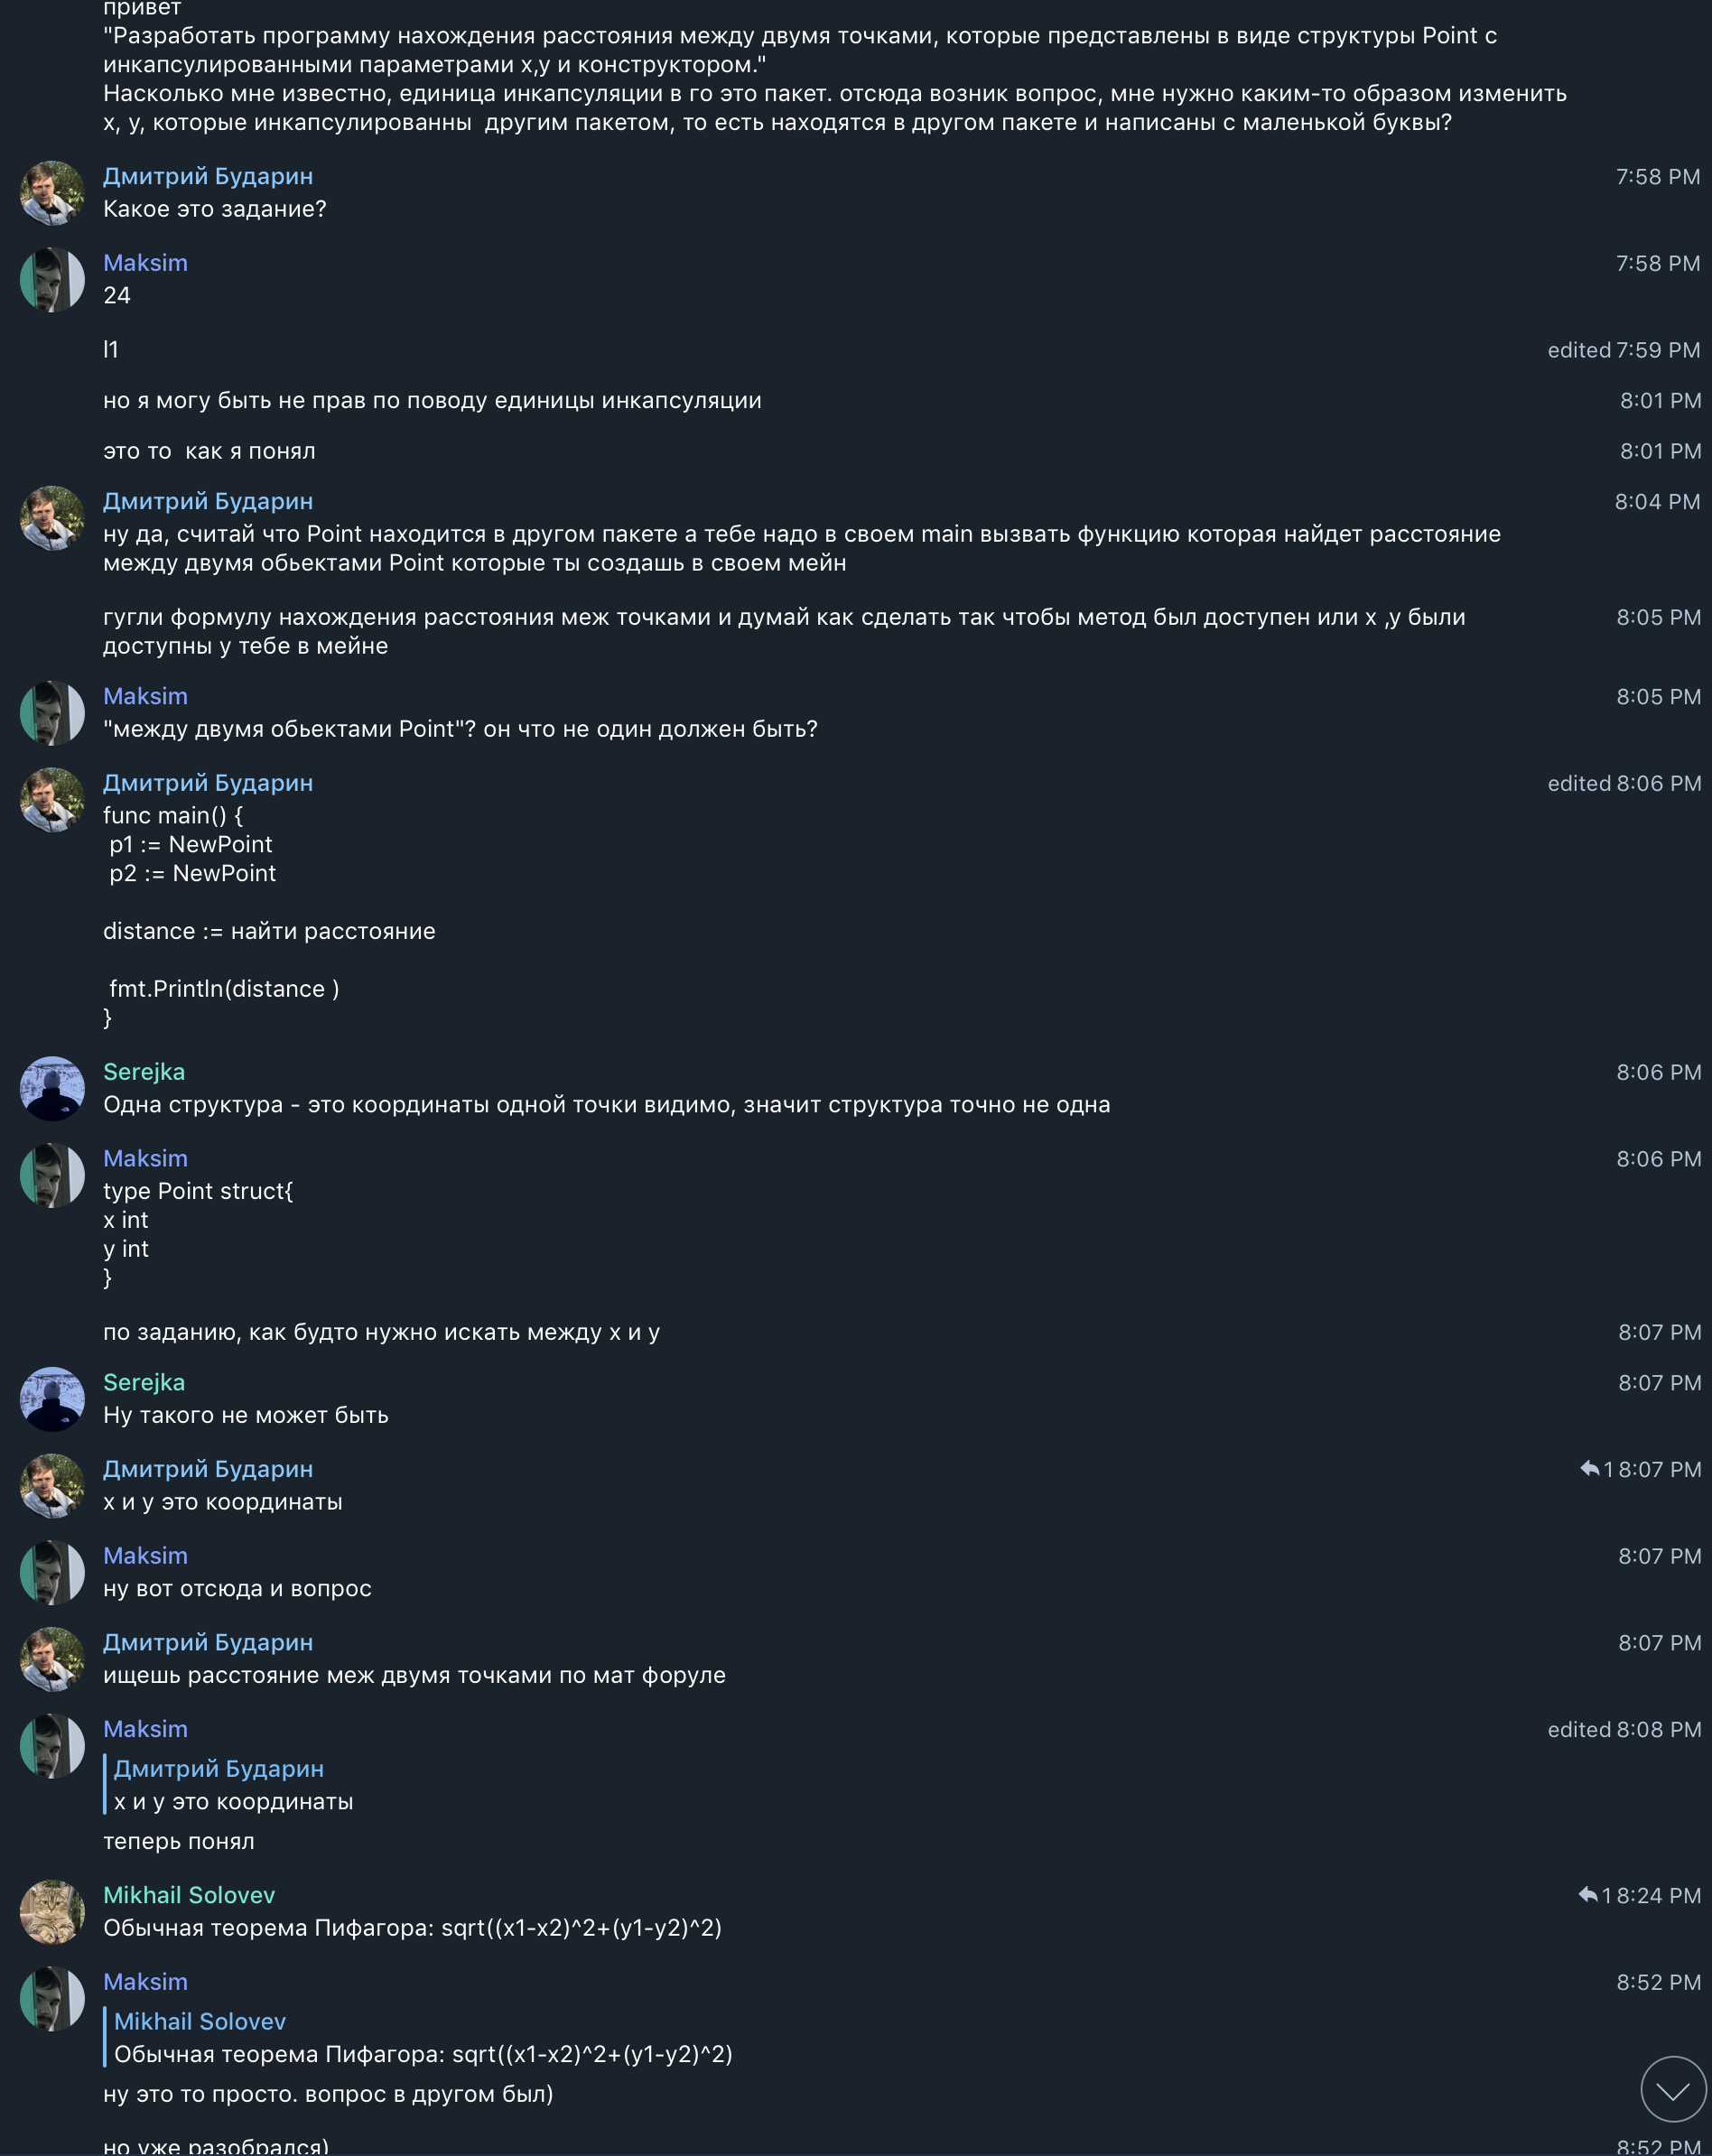 привет
"Разработать программу нахождения расстояния между двумя точками, которые представлены в виде структуры Point с
инкапсулированными параметрами x,y и конструктором."
Насколько мне известно, единица инкапсуляции в го это пакет. отсюда возник вопрос, мне нужно каким-то образом изменить
x, y, которые инкапсулированны  другим пакетом, то есть находятся в другом пакете и написаны с маленькой буквы?
Дмитрий Бударин 7:58 PM
Какое это задание?
Maksim 7:58 PM
24
l1 edited 7:59 PM
но я могу быть не прав по поводу единицы инкапсуляции 8:01 PM
это то  как я понял 8:01 PM
Дмитрий Бударин 8:04 PM
ну да, считай что Point находится в другом пакете а тебе надо в своем main вызвать функцию которая найдет расстояние
между двумя обьектами Point которые ты создашь в своем мейн
гугли формулу нахождения расстояния меж точками и думай как сделать так чтобы метод был доступен или x ,y были 8:05 PM
доступны у тебе в мейне
Maksim 8:05 PM
"между двумя обьектами Point"? он что не один должен быть?
Дмитрий Бударин edited 8:06 PM
func main() {
p1 := NewPoint
p2 := NewPoint
distance := найти расстояние
fmt.Println(distance )
}
Serejka 8:06 PM
Одна структура - это координаты одной точки видимо, значит структура точно не одна
Maksim 8:06 PM
type Point struct{
x int
y int
}
по заданию, как будто нужно искать между x и y 8:07 PM
Serejka 8:07 PM
Ну такого не может быть
Дмитрий Бударин 1 8:07 PM
x и y это координаты
Maksim 8:07 PM
ну вот отсюда и вопрос
Дмитрий Бударин 8:07 PM
ищешь расстояние меж двумя точками по мат форуле
Maksim edited 8:08 PM
Дмитрий Бударин
x и y это координаты
теперь понял
Mikhail Solovev 1 8:24 PM
Обычная теорема Пифагора: sqrt((x1-x2)^2+(y1-y2)^2)
Maksim 8:52 PM
Mikhail Solovev
Обычная теорема Пифагора: sqrt((x1-x2)^2+(y1-y2)^2)
ну это то просто. вопрос в другом был)
но уже разобрался) 8:52 PM